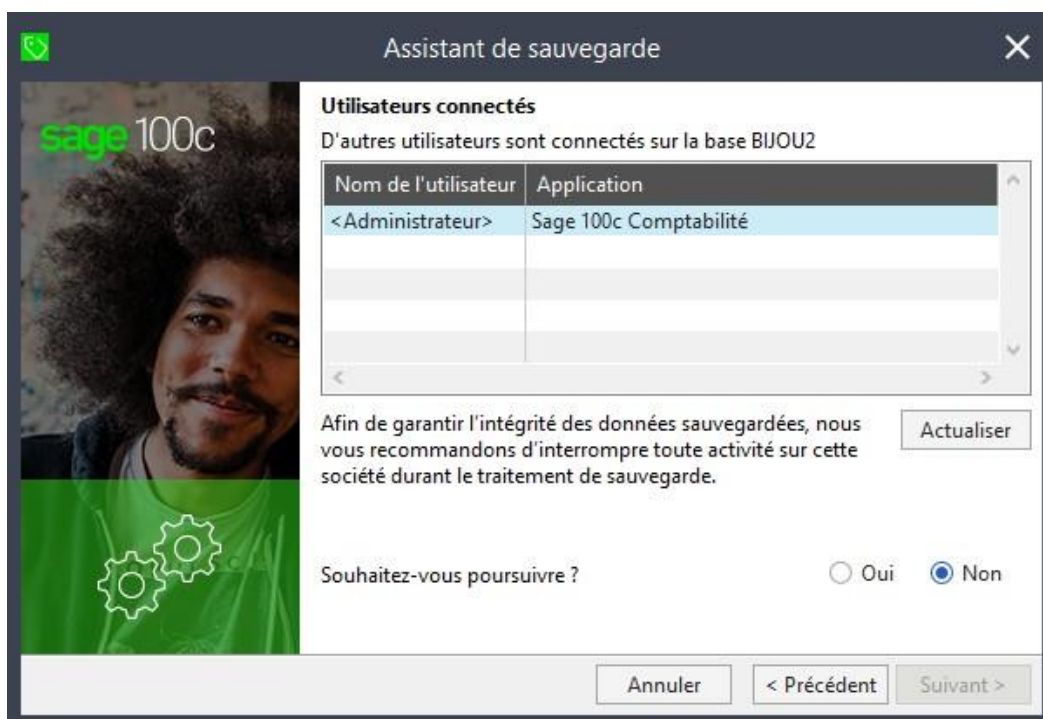 Assistant de sauvegarde
sage 100c
Utilisateurs connectés
D'autres utilisateurs sont connectés sur la base BIJOU2
Nom de l'utilisateur Application
<Administrateur> Sage 100c Comptabilité
Afin de garantir l'intégrité des données sauvegardées, nous
vous recommandons d'interrompre toute activité sur cette
société durant le traitement de sauvegarde.
Actualiser
Souhaitez-vous poursuivre ?
Oui Non
Annuler < Précédent Suivant >